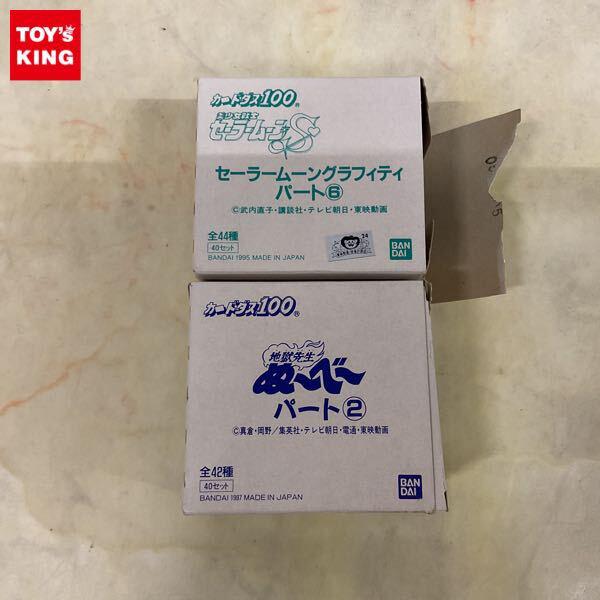 TOY's
KING
カードダス100
美少女戦士
セーラームーンS
セーラームーングラフィティ
パート⑥
©武内直子・講談社・テレビ朝日・東映動画
全44種
40セット
BANDAI 1995 MADE IN JAPAN
24
BAN
DAI
カードダス100
地獄先生
ぬ〜べ〜
パート②
©真倉・岡野/集英社・テレビ朝日・電通・東映動画
全42種
40セット
BANDAI 1997 MADE IN JAPAN
BAN
DAI